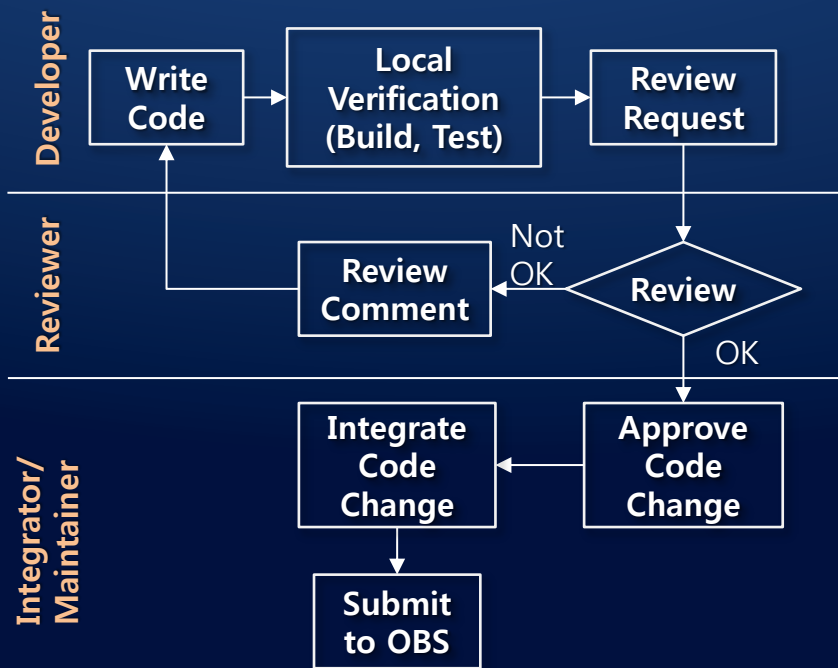 Developer
Write
Code
Local
Verification
(Build, Test)
Review
Request
Reviewer
Review
Comment
Not
OK
Review
OK
Integrator/
Maintainer
Integrate
Code
Change
Approve
Code
Change
Submit
to OBS